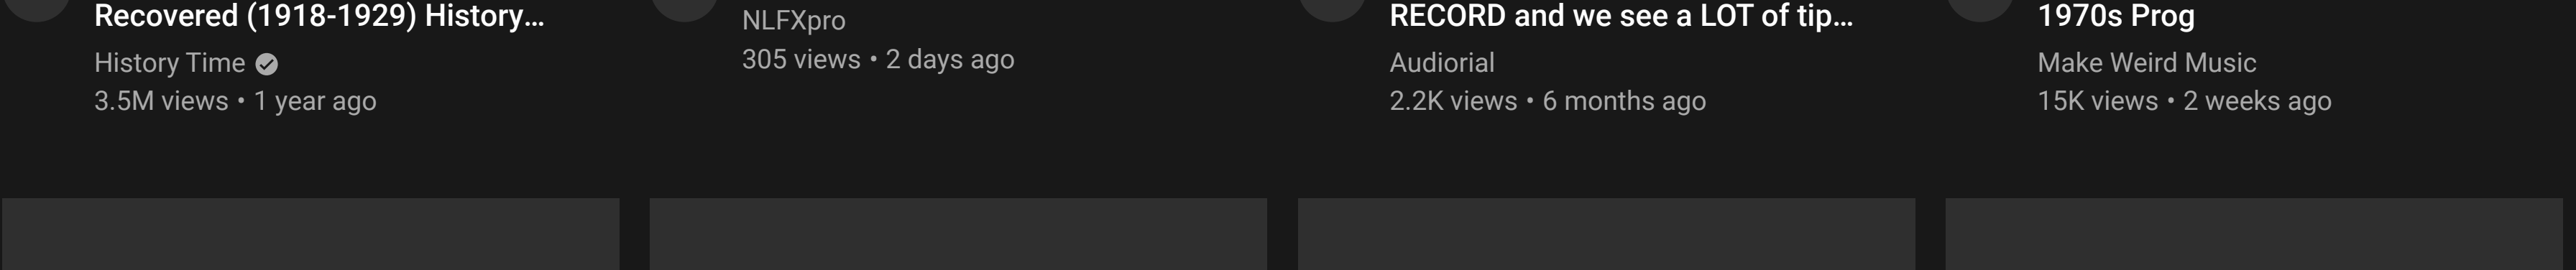 Recovered (1918-1929) History...
History Time
3.5M views • 1 year ago
NLFXpro
305 views • 2 days ago
RECORD and we see a LOT of tip...
Audiorial
2.2K views • 6 months ago
1970s Prog
Make Weird Music
15K views • 2 weeks ago